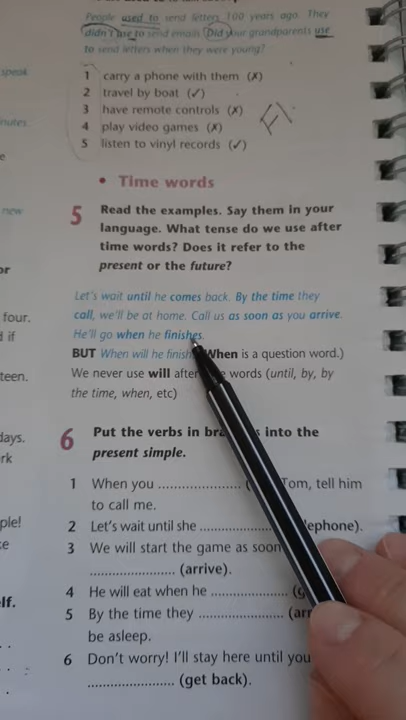 People used to send letters 100 years ago. They
didn't use to send emails. Did your grandparents use
to send letters when they were young?
speak
1 carry a phone with them (✗)
2 travel by boat (✓)
nutes
3 have remote controls (✗)
4 play video games (✗)
e
5 listen to vinyl records (✓)
• Time words
new
5 Read the examples. Say them in your
language. What tense do we use after
time words? Does it refer to the
or
present or the future?
Let's wait until he comes back. By the time they
four.
call, we'll be at home. Call us as soon as you arrive.
d if
He'll go when he finishes.
BUT When will he finish When is a question word.)
teen.
We never use will after words (until, by, by
the time, when, etc)
days.
6 Put the verbs in into the
rk
present simple.
1 When you .................... Tom, tell him
to call me.
ple!
2 Let's wait until she .................... ephone).
ce
3 We will start the game as soon
.................... (arrive).
elf.
4 He will eat when he ....................
5 By the time they ....................
be asleep.
6 Don't worry! I'll stay here until you
.................... (get back).